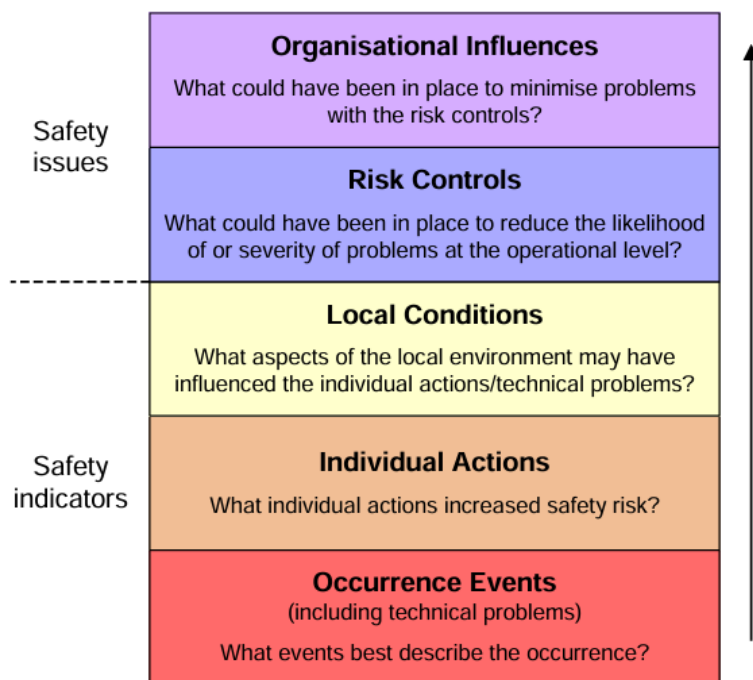 Organisational Influences
What could have been in place to minimise problems
with the risk controls?
Safety
issues
Risk Controls
What could have been in place to reduce the likelihood
of or severity of problems at the operational level?
Local Conditions
What aspects of the local environment may have
influenced the individual actions/technical problems?
Safety
indicators
Individual Actions
What individual actions increased safety risk?
Occurrence Events
(including technical problems)
What events best describe the occurrence?